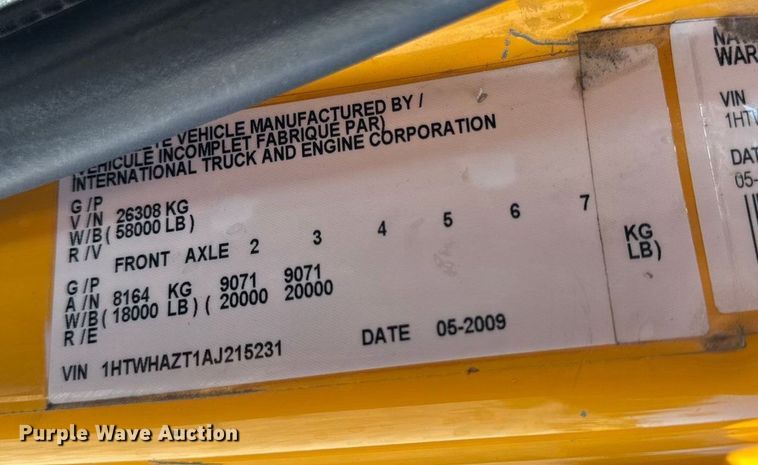 VEHICLE MANUFACTURED BY /
(VEHICULE INCOMPLET FABRIQUE PAR)
INTERNATIONAL TRUCK AND ENGINE CORPORATION
G /P
V /N 26308 KG
W/B ( 58000 LB )
R /V
FRONT AXLE 2 3 4 5 6 7
G /P
A /N 8164 KG 9071 9071 KG
W/B ( 18000 LB ) ( 20000 20000 LB)
R /E
VIN 1HTWHAZT1AJ215231 DATE 05-2009
WAR
VIN
1HTW
DAT
05-
Purple Wave Auction